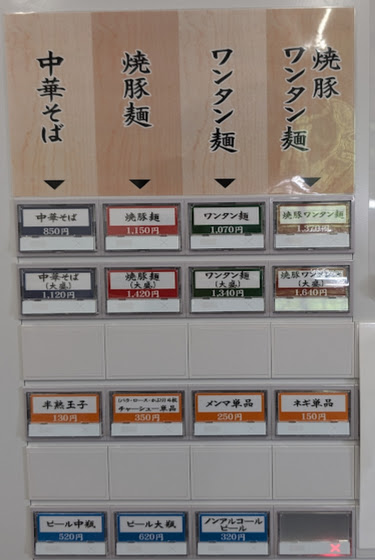 中華そば
焼豚麺
ワンタン麺
焼豚
ワンタン麺
中華そば
850円
焼豚麺
1,150円
ワンタン麺
1,070円
焼豚ワンタン麺
1,370円
中華そば
(大盛)
1,120円
焼豚麺
(大盛)
1,420円
ワンタン麺
(大盛)
1,340円
焼豚ワンタン麺
(大盛)
1,640円
半熟玉子
130円
チャーシュー単品
350円
メンマ単品
250円
ネギ単品
150円
ビール中瓶
520円
ビール大瓶
620円
ノンアルコール
ビール
320円